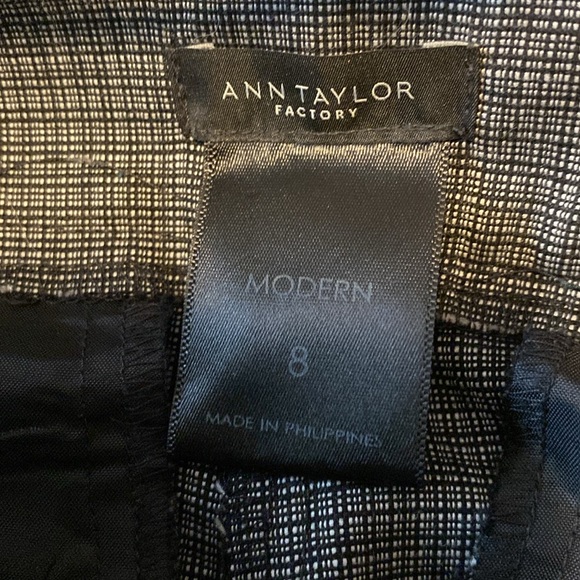 ANN TAYLOR
FACTORY
MODERN
8
MADE IN PHILIPPINES